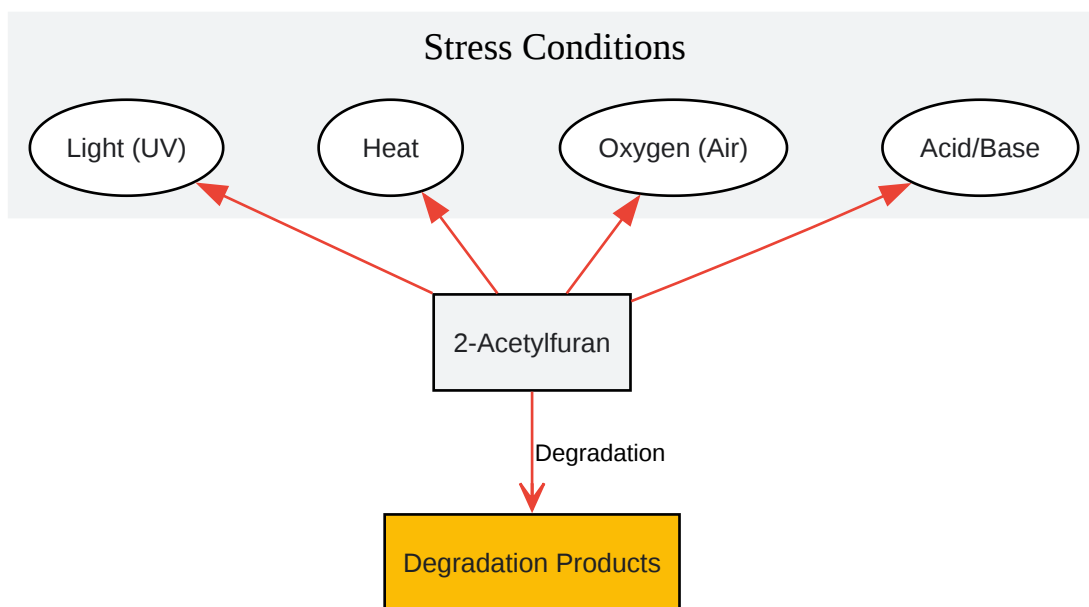 Stress Conditions
Light (UV)
Heat
Oxygen (Air)
Acid/Base
2-Acetylfuran
Degradation
Degradation Products